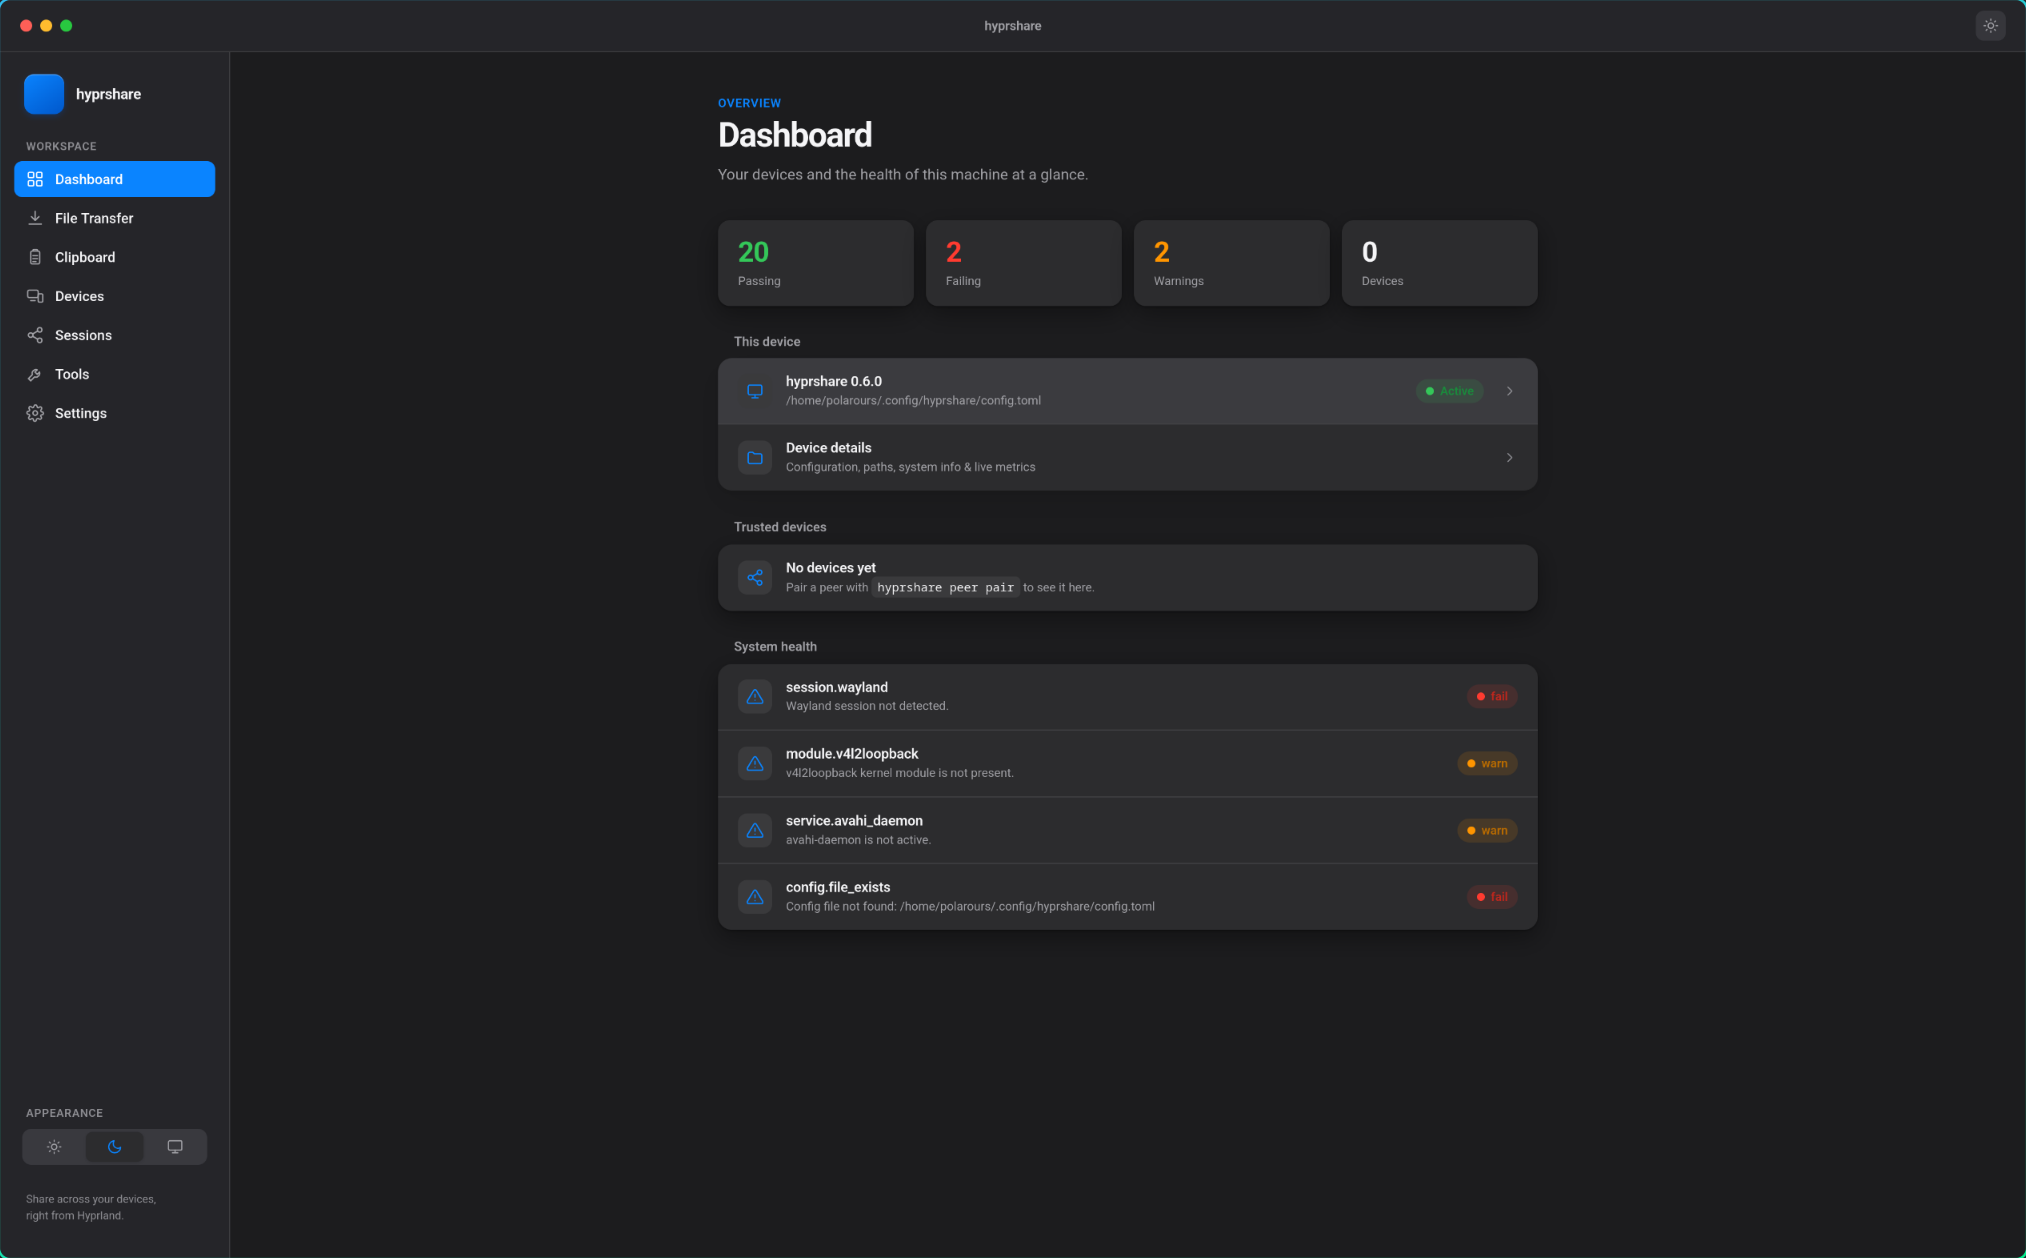 hyprshare
hyprshare
WORKSPACE
Dashboard
File Transfer
Clipboard
Devices
Sessions
Tools
Settings
APPEARANCE
Share across your devices,
right from Hyprland.
OVERVIEW
Dashboard
Your devices and the health of this machine at a glance.
20
Passing
2
Failing
2
Warnings
0
Devices
This device
hyprshare 0.6.0
/home/polarours/.config/hyprshare/config.toml
Active
Device details
Configuration, paths, system info & live metrics
Trusted devices
No devices yet
Pair a peer with hyprshare peer pair to see it here.
System health
session.wayland
Wayland session not detected.
fail
module.v4l2loopback
v4l2loopback kernel module is not present.
warn
service.avahi_daemon
avahi-daemon is not active.
warn
config.file_exists
Config file not found: /home/polarours/.config/hyprshare/config.toml
fail